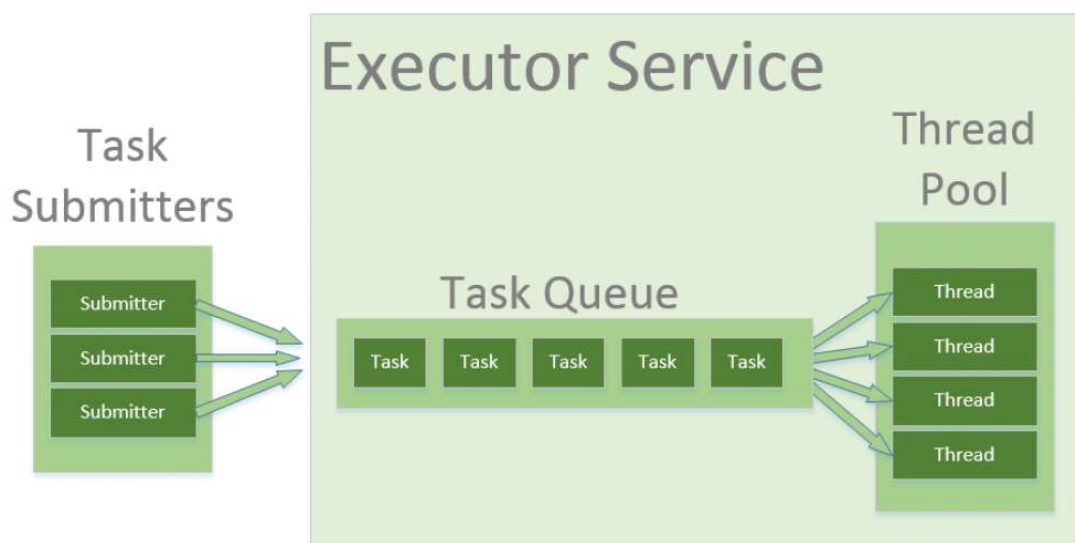 Executor Service
Task
Submitters
Thread
Pool
Submitter
Submitter
Submitter
Task Queue
Task Task Task Task Task
Thread
Thread
Thread
Thread